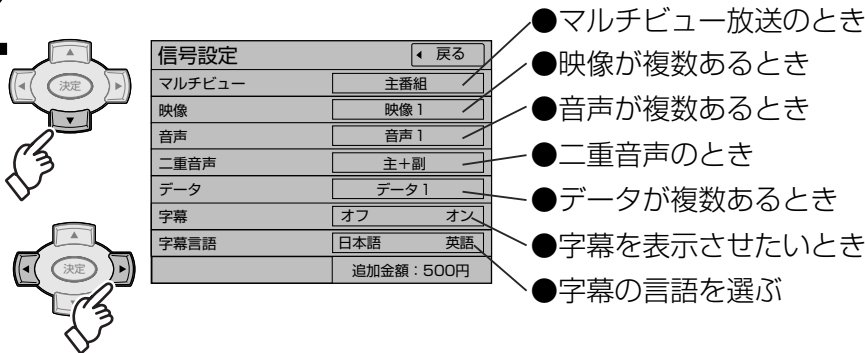 決定
決定
信号設定 戻る
マルチビュー 主番組
映像 映像1
音声 音声1
二重音声 主+副
データ データ1
字幕 オフ オン
字幕言語 日本語 英語
追加金額:500円
●マルチビュー放送のとき
●映像が複数あるとき
●音声が複数あるとき
●二重音声のとき
●データが複数あるとき
●字幕を表示させたいとき
●字幕の言語を選ぶ